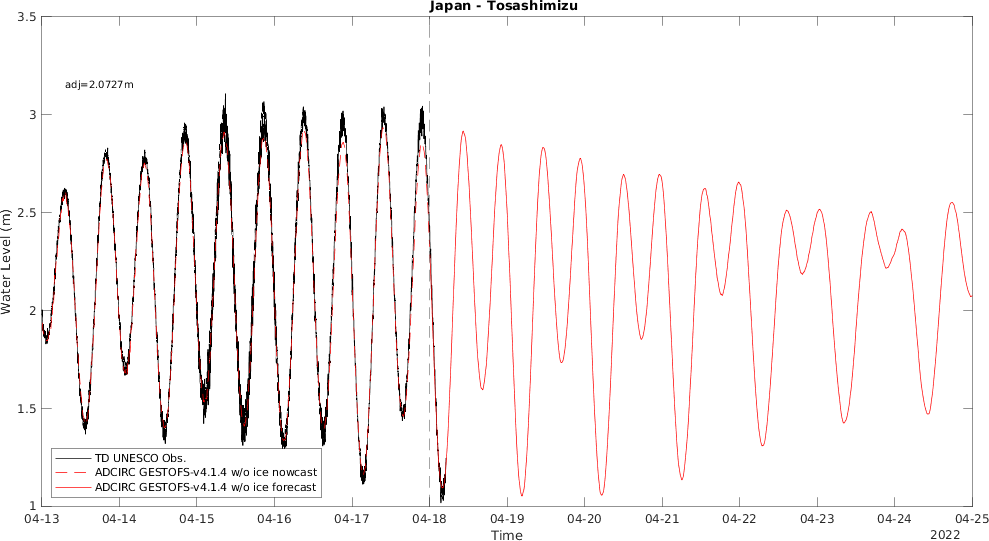 Japan - Tosashimizu
3.5
3
2.5
2
1.5
1
Water Level (m)
adj=2.0727m
TD UNESCO Obs.
ADCIRC GESTOFS-v4.1.4 w/o ice nowcast
ADCIRC GESTOFS-v4.1.4 w/o ice forecast
04-13 04-14 04-15 04-16 04-17 04-18 04-19 04-20 04-21 04-22 04-23 04-24 04-25
Time
2022